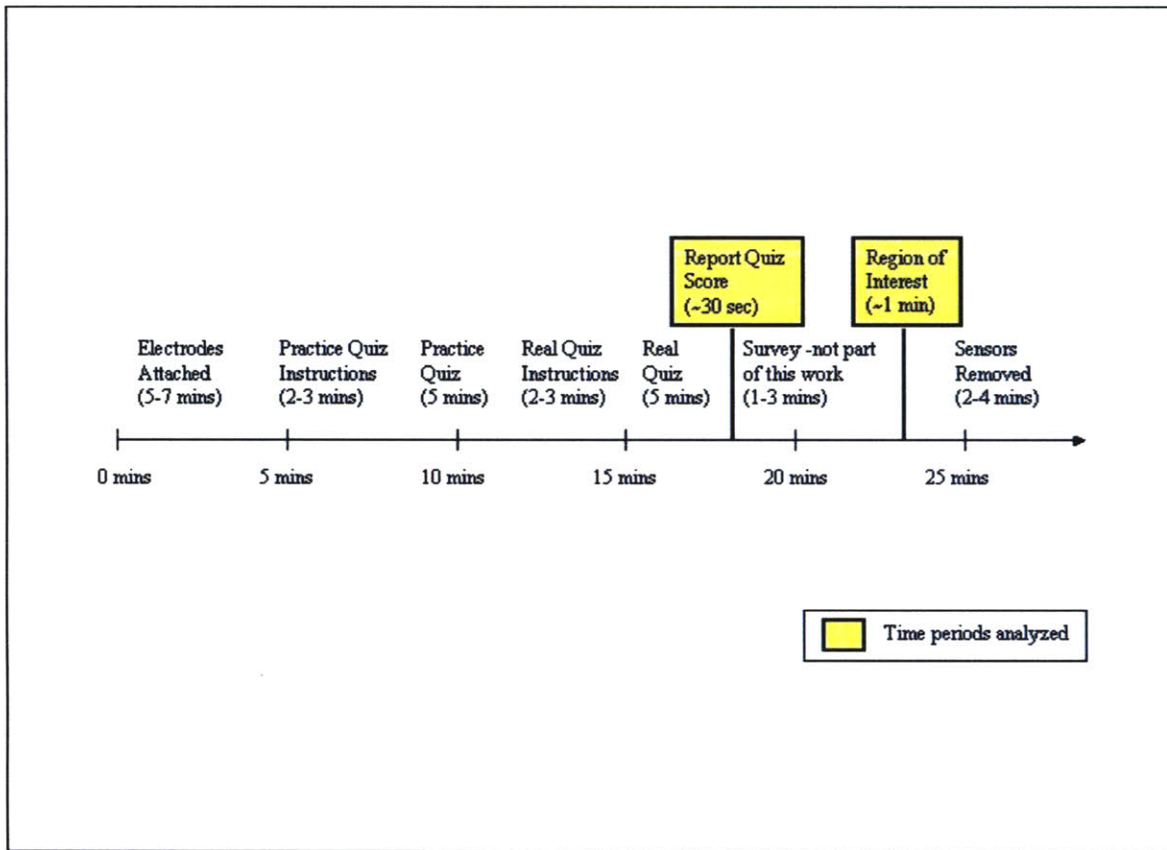 Report Quiz
Score
(~30 sec)
Region of
Interest
(~1 min)
Electrodes
Attached
(5-7 mins)
Practice Quiz
Instructions
(2-3 mins)
Practice
Quiz
(5 mins)
Real Quiz
Instructions
(2-3 mins)
Real
Quiz
(5 mins)
Survey -not part
of this work
(1-3 mins)
Sensors
Removed
(2-4 mins)
0 mins
5 mins
10 mins
15 mins
20 mins
25 mins
Time periods analyzed